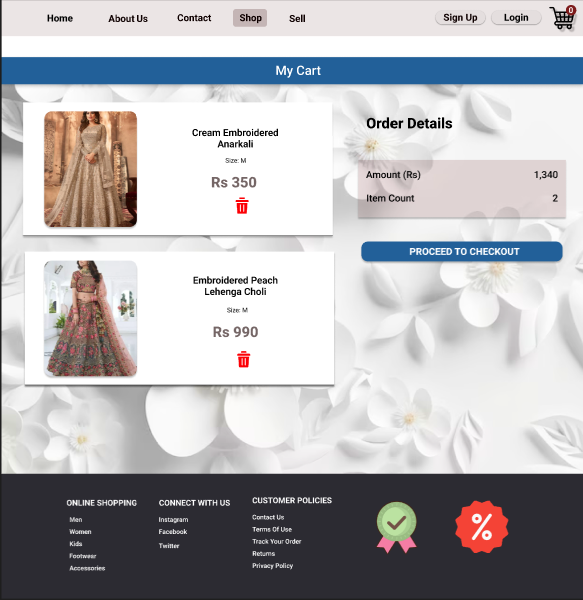 Home About Us Contact Shop Sell Sign Up Login 0
My Cart
Cream Embroidered
Anarkali
Size: M
Rs 350
Embroidered Peach
Lehenga Choli
Size: M
Rs 990
Order Details
Amount (Rs) 1,340
Item Count 2
PROCEED TO CHECKOUT
ONLINE SHOPPING
Men
Women
Kids
Footwear
Accessories
CONNECT WITH US
Instagram
Facebook
Twitter
CUSTOMER POLICIES
Contact Us
Terms Of Use
Track Your Order
Returns
Privacy Policy
%